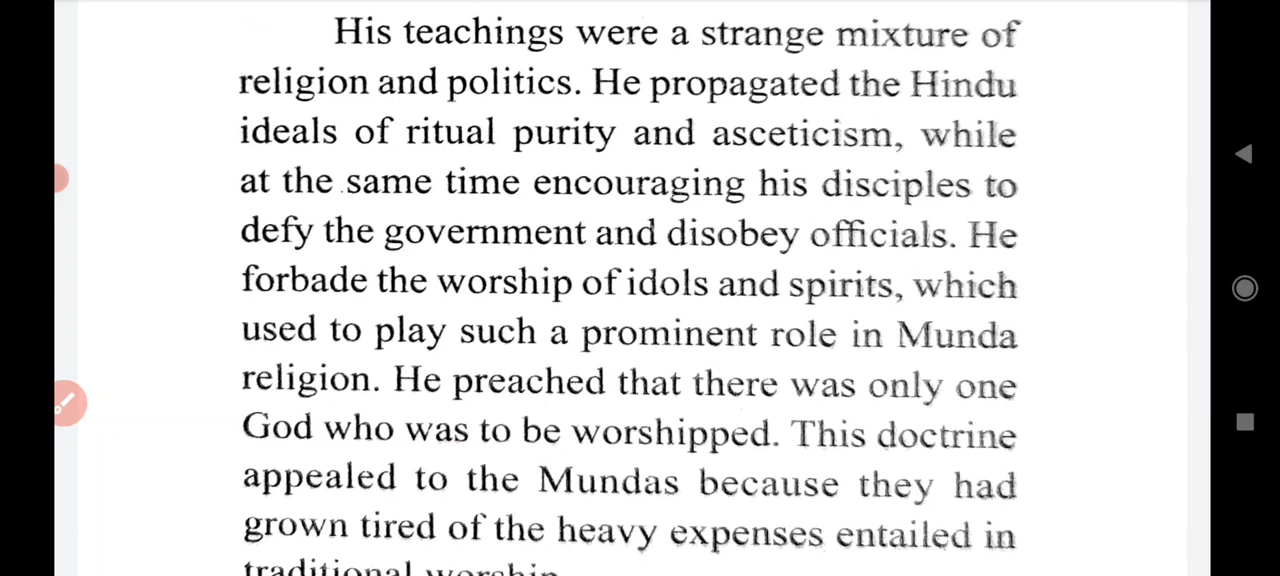 His teachings were a strange mixture of
religion and politics. He propagated the Hindu
ideals of ritual purity and asceticism, while
at the same time encouraging his disciples to
defy the government and disobey officials. He
forbade the worship of idols and spirits, which
used to play such a prominent role in Munda
religion. He preached that there was only one
God who was to be worshipped. This doctrine
appealed to the Mundas because they had
grown tired of the heavy expenses entailed in
traditional worship.